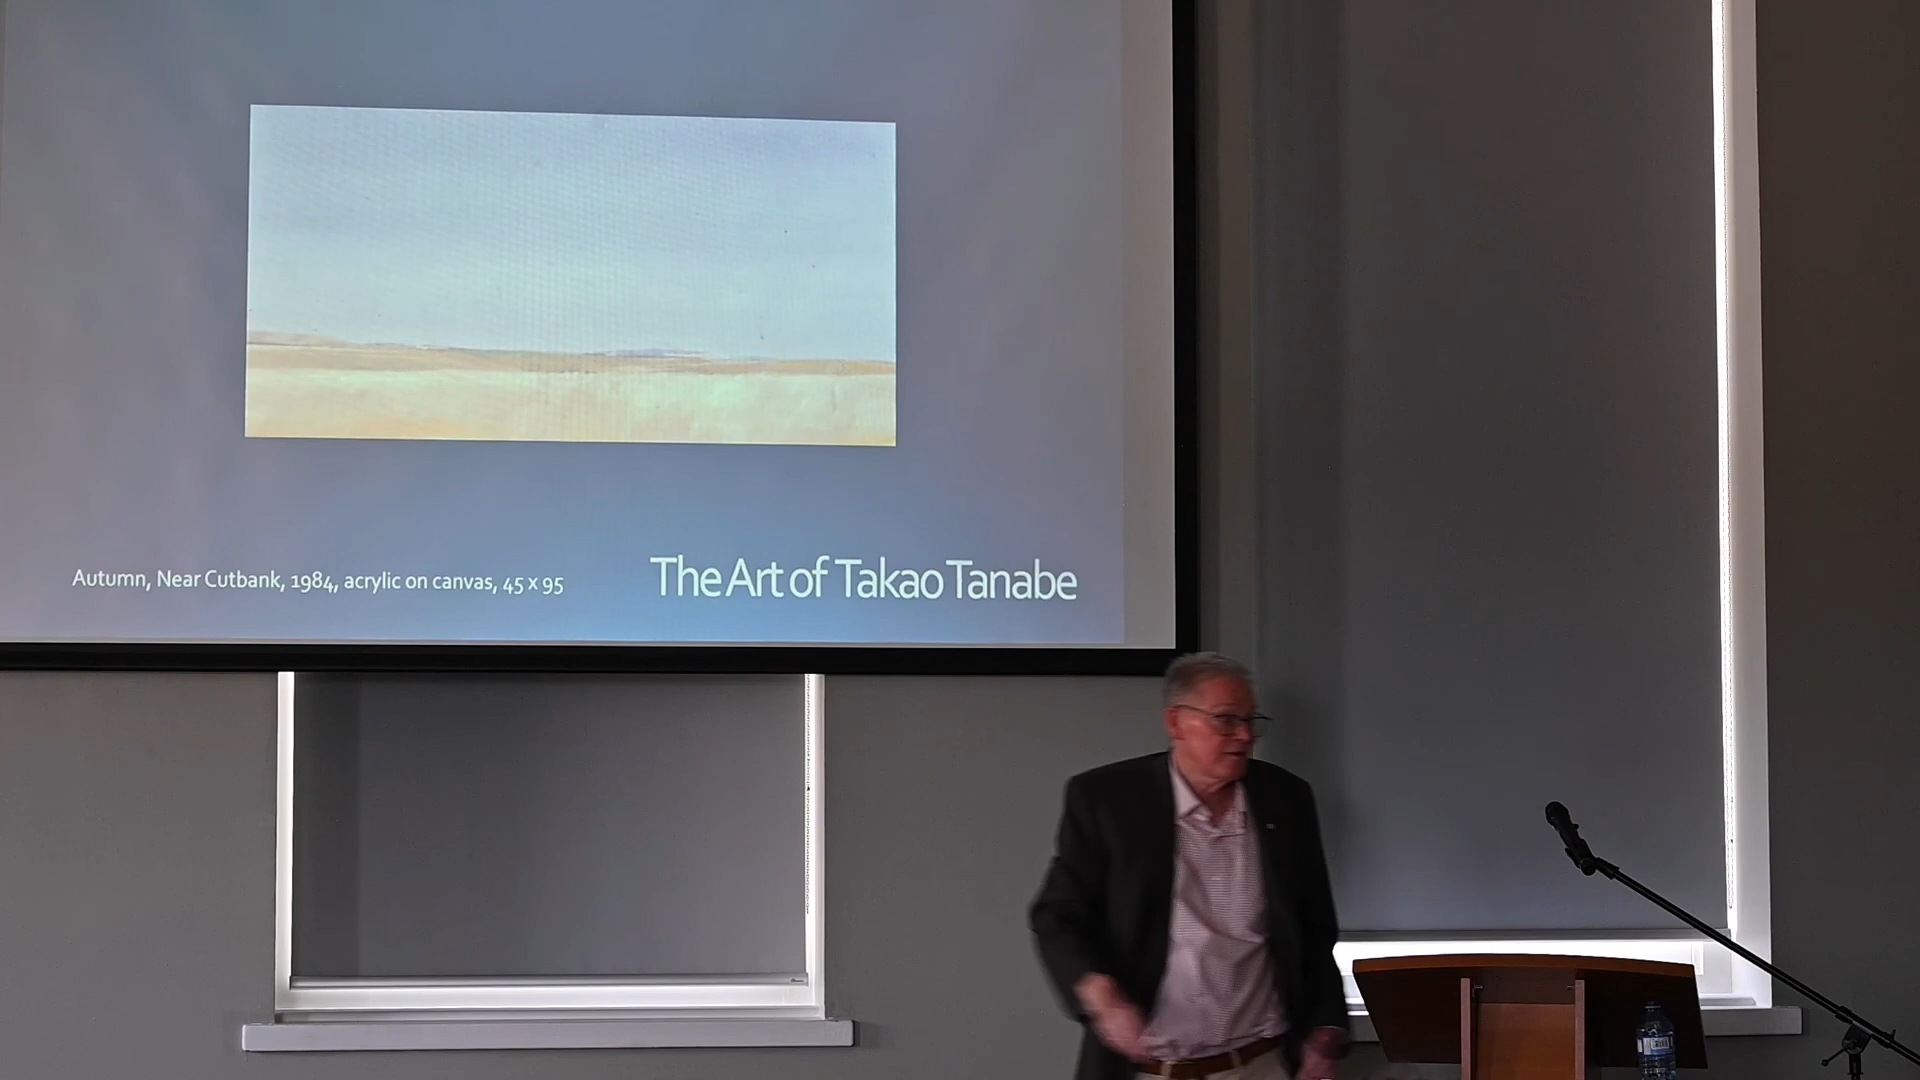 Autumn, Near Cutbank, 1984, acrylic on canvas, 45 x 95
The Art of Takao Tanabe